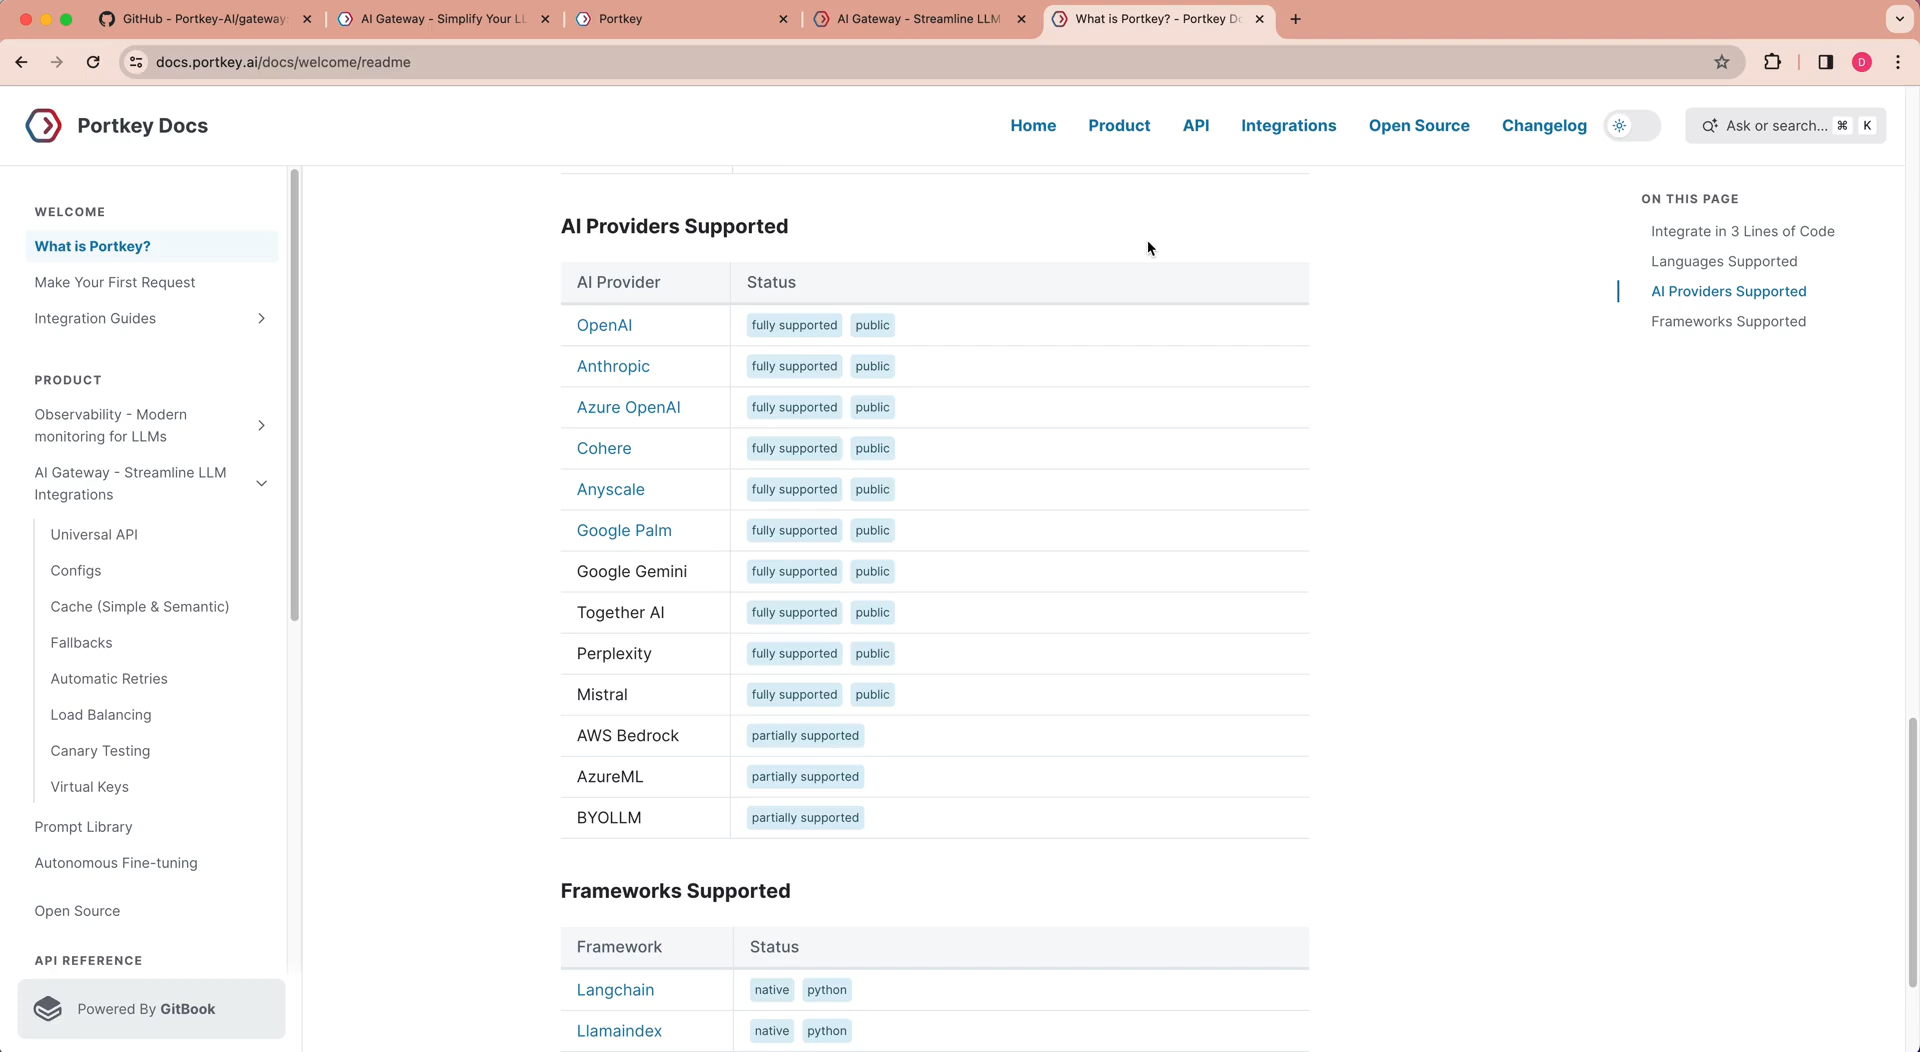 GitHub - Portkey-AI/gateway
AI Gateway - Simplify Your LL
Portkey
AI Gateway - Streamline LLM
What is Portkey? - Portkey Do
docs.portkey.ai/docs/welcome/readme
D
Portkey Docs
Home
Product
API
Integrations
Open Source
Changelog
Ask or search... ⌘ K
WELCOME
What is Portkey?
Make Your First Request
Integration Guides
PRODUCT
Observability - Modern
monitoring for LLMs
AI Gateway - Streamline LLM
Integrations
Universal API
Configs
Cache (Simple & Semantic)
Fallbacks
Automatic Retries
Load Balancing
Canary Testing
Virtual Keys
Prompt Library
Autonomous Fine-tuning
Open Source
API REFERENCE
Powered By GitBook
AI Providers Supported
AI Provider Status
OpenAI fully supported public
Anthropic fully supported public
Azure OpenAI fully supported public
Cohere fully supported public
Anyscale fully supported public
Google Palm fully supported public
Google Gemini fully supported public
Together AI fully supported public
Perplexity fully supported public
Mistral fully supported public
AWS Bedrock partially supported
AzureML partially supported
BYOLLM partially supported
Frameworks Supported
Framework Status
Langchain native python
Llamaindex native python
ON THIS PAGE
Integrate in 3 Lines of Code
Languages Supported
AI Providers Supported
Frameworks Supported